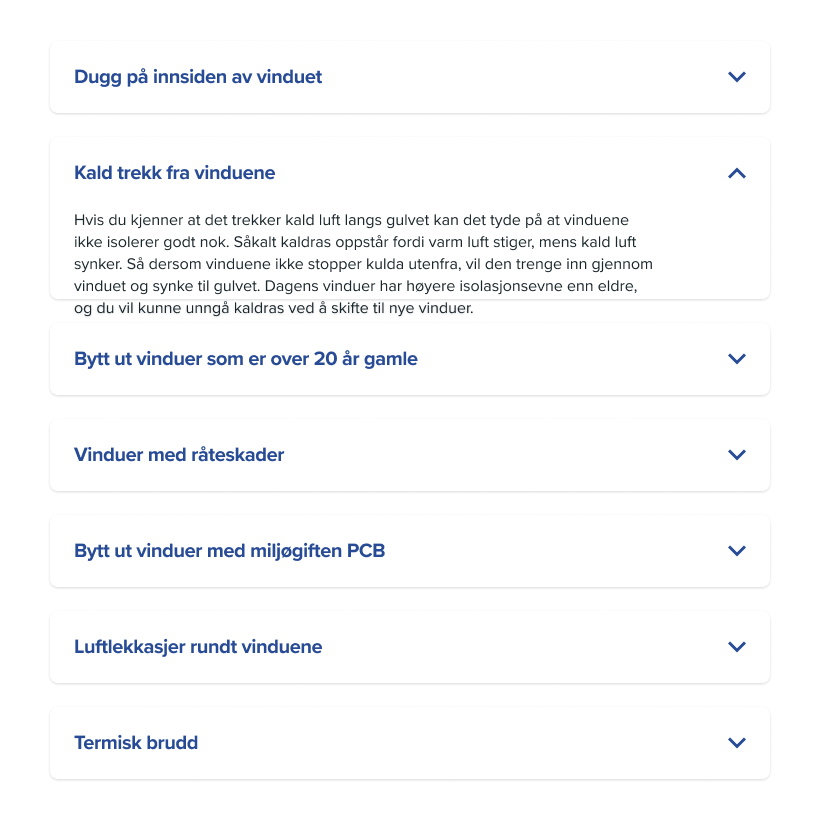 Dugg på innsiden av vinduet
Kald trekk fra vinduene
Hvis du kjenner at det trekker kald luft langs gulvet kan det tyde på at vinduene
ikke isolerer godt nok. Såkalt kaldras oppstår fordi varm luft stiger, mens kald luft
synker. Så dersom vinduene ikke stopper kulda utenfra, vil den trenge inn gjennom
vinduet og synke til gulvet. Dagens vinduer har høyere isolasjonsevne enn eldre,
og du vil kunne unngå kaldras ved å skifte til nye vinduer.
Bytt ut vinduer som er over 20 år gamle
Vinduer med råteskader
Bytt ut vinduer med miljøgiften PCB
Luftlekkasjer rundt vinduene
Termisk brudd